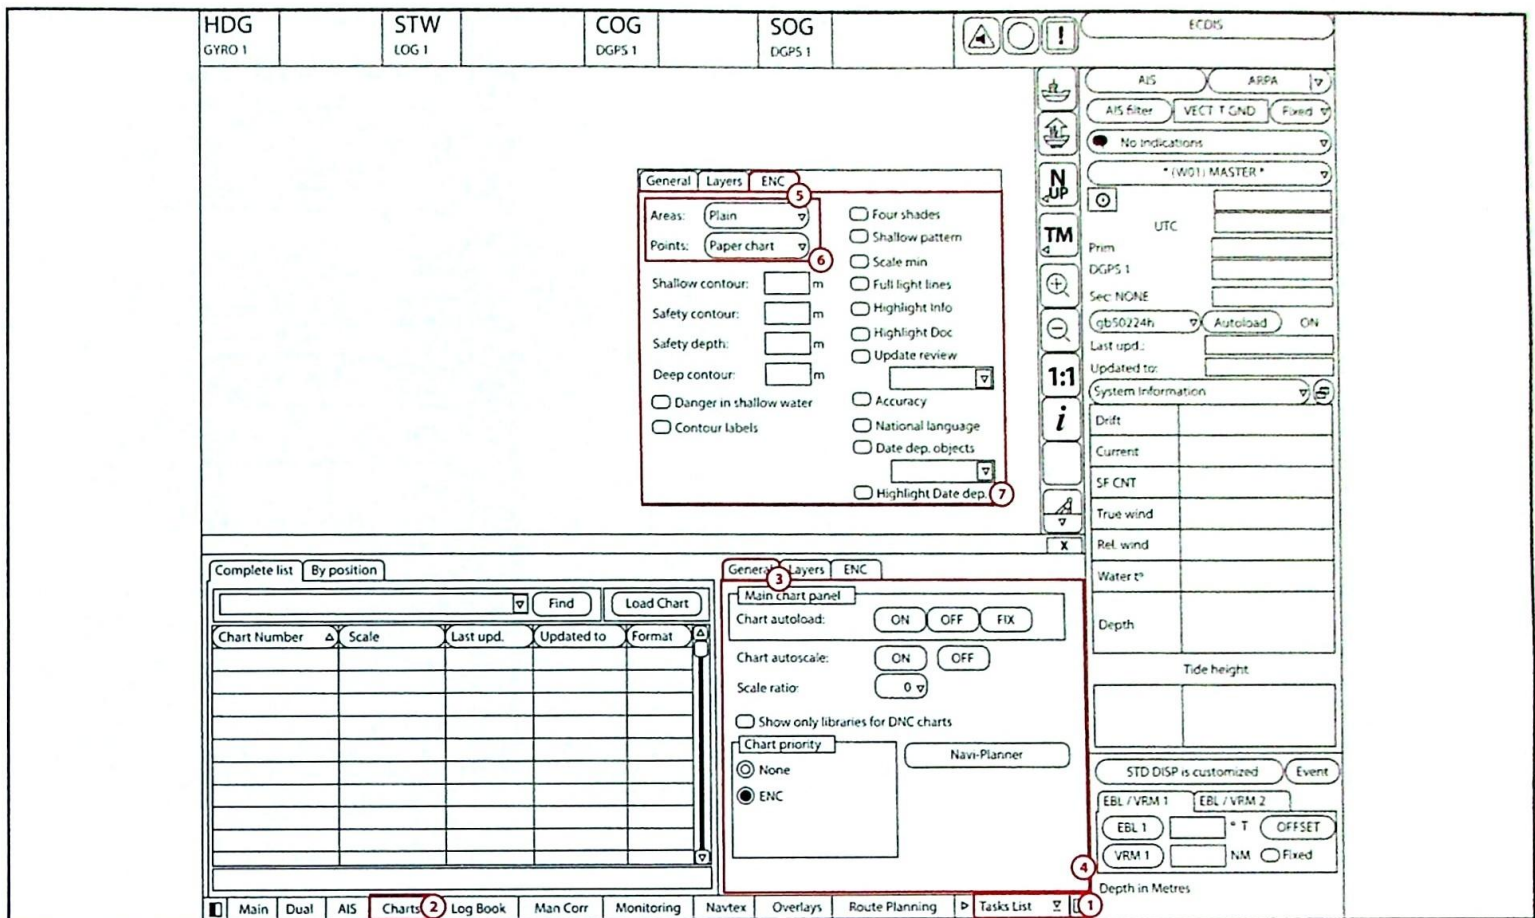 HDG STW COG SOG ECDIS
GYRO 1 LOG 1 DGPS 1 DGPS 1
!
AIS ARPA
AIS filter VECT T GND Fixed
No Indications
* (W01) MASTER *
N
UP
UTC
TM
Prim
DGPS 1
Sec: NONE
gb50224h Autoload ON
Last upd.:
Updated to:
1:1
System Information
i
Drift
Current
SF CNT
True wind
Rel. wind
Water t°
Depth
Tide height
General Layers ENC
5
Areas: Plain
Points: Paper chart
6
Shallow contour: m
Safety contour: m
Safety depth: m
Deep contour: m
Danger in shallow water
Contour labels
Four shades
Shallow pattern
Scale min
Full light lines
Highlight Info
Highlight Doc
Update review
Accuracy
National language
Date dep. objects
Highlight Date dep.
7
X
Complete list By position
Find Load Chart
Chart Number Scale Last upd. Updated to Format
General Layers ENC
3
Main chart panel
Chart autoload: ON OFF FIX
Chart autoscale: ON OFF
Scale ratio: 0
Show only libraries for DNC charts
Chart priority
None
ENC
Navi-Planner
4
STD DISP is customized Event
EBL / VRM 1 EBL / VRM 2
EBL 1 ° T OFFSET
VRM 1 NM Fixed
Depth in Metres
Main Dual AIS Charts 2 Log Book Man Corr Monitoring Navtex Overlays Route Planning Tasks List 1